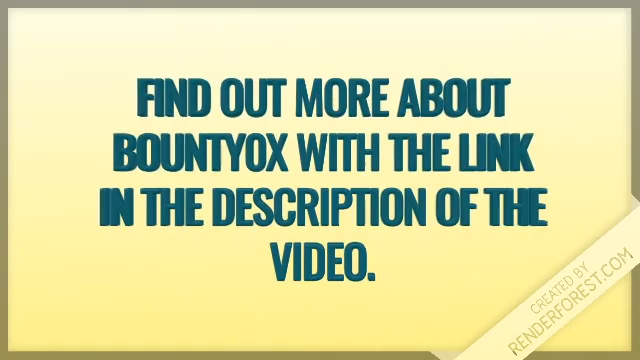 FIND OUT MORE ABOUT
BOUNTYOX WITH THE LINK
IN THE DESCRIPTION OF THE
VIDEO.
CREATED BY
RENDERFOREST.COM